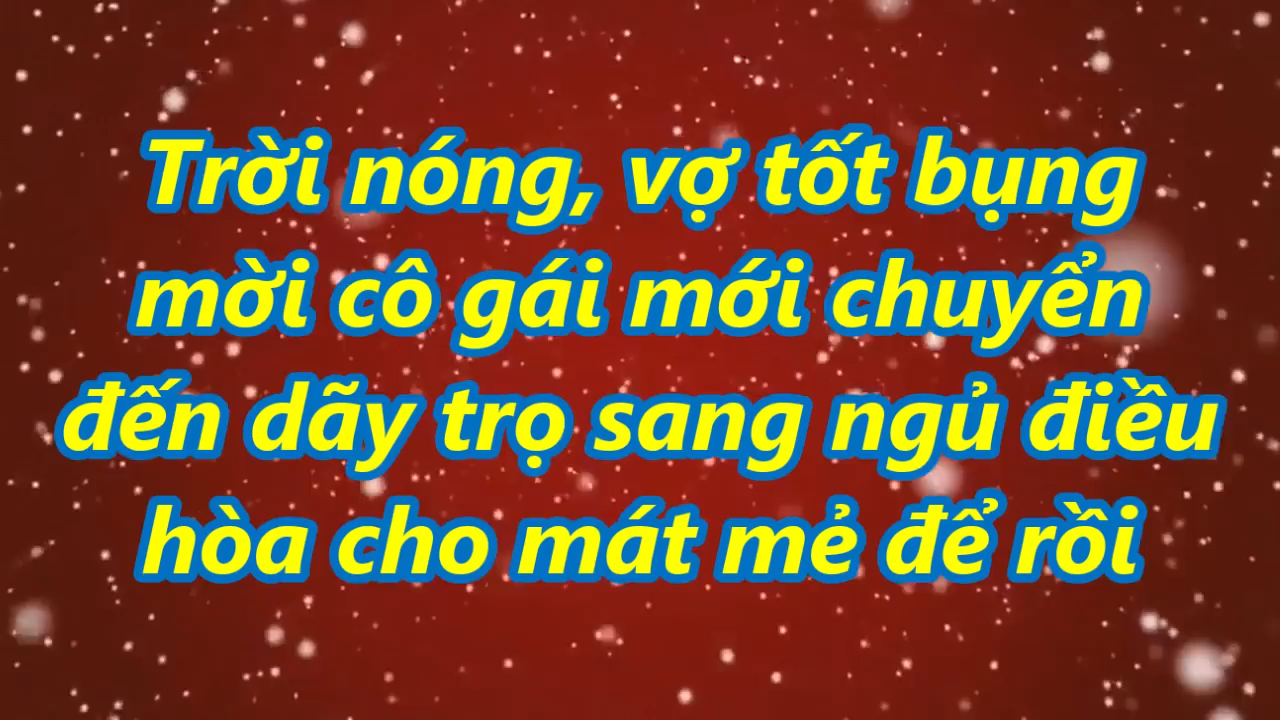 Trời nóng, vợ tốt bụng
mời cô gái mới chuyển
đến dãy trọ sang ngủ điều
hòa cho mát mẻ để rồi